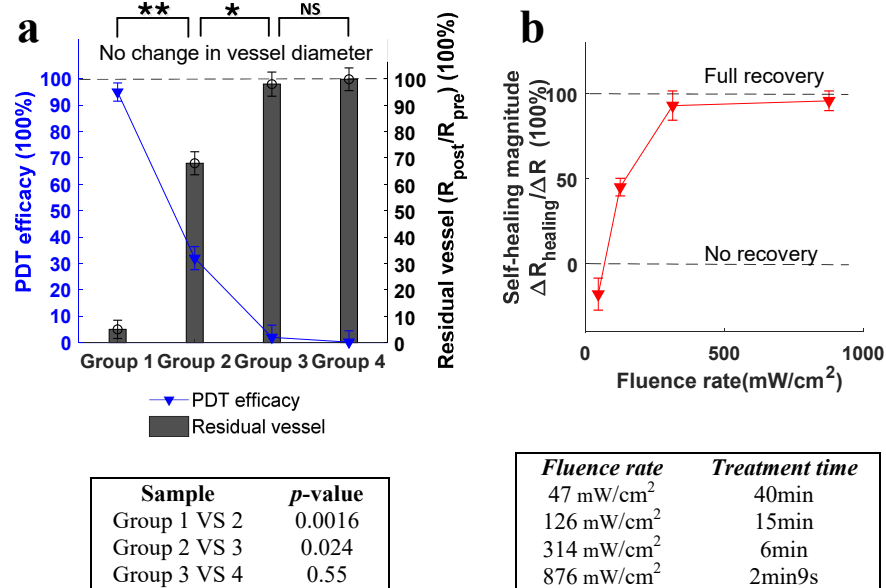 a
** * NS
No change in vessel diameter
PDT efficacy (100%)
100
90
80
70
60
50
40
30
20
10
0
100
90
80
70
60
50
40
30
20
10
0
Residual vessel (R_post/R_pre) (100%)
Group 1 Group 2 Group 3 Group 4
PDT efficacy
Residual vessel
Sample p-value
Group 1 VS 2 0.0016
Group 2 VS 3 0.024
Group 3 VS 4 0.55
b
Self-healing magnitude
ΔR_healing/ΔR (100%)
Full recovery
100
50
No recovery
0
0 500 1000
Fluence rate(mW/cm²)
Fluence rate Treatment time
47 mW/cm² 40min
126 mW/cm² 15min
314 mW/cm² 6min
876 mW/cm² 2min9s